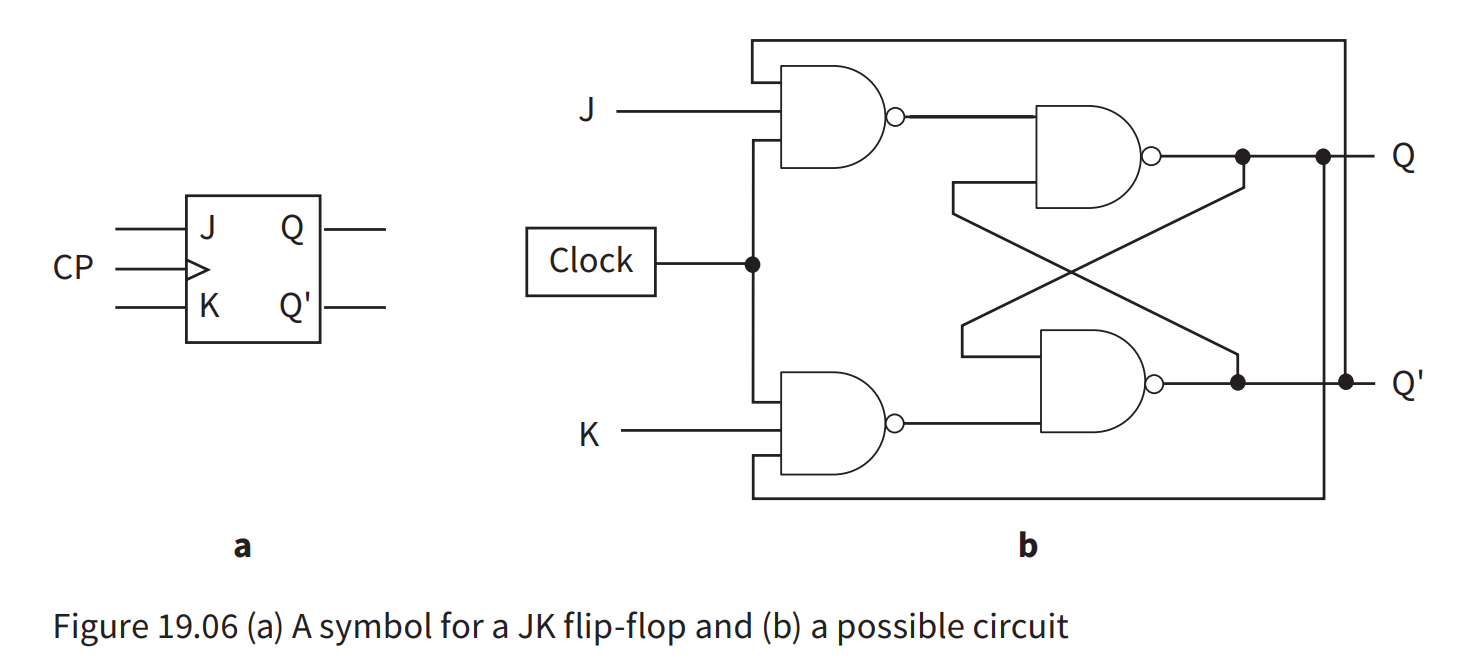 J Q
CP
K Q'
J
Q
Clock
Q'
K
a b
Figure 19.06 (a) A symbol for a JK flip-flop and (b) a possible circuit